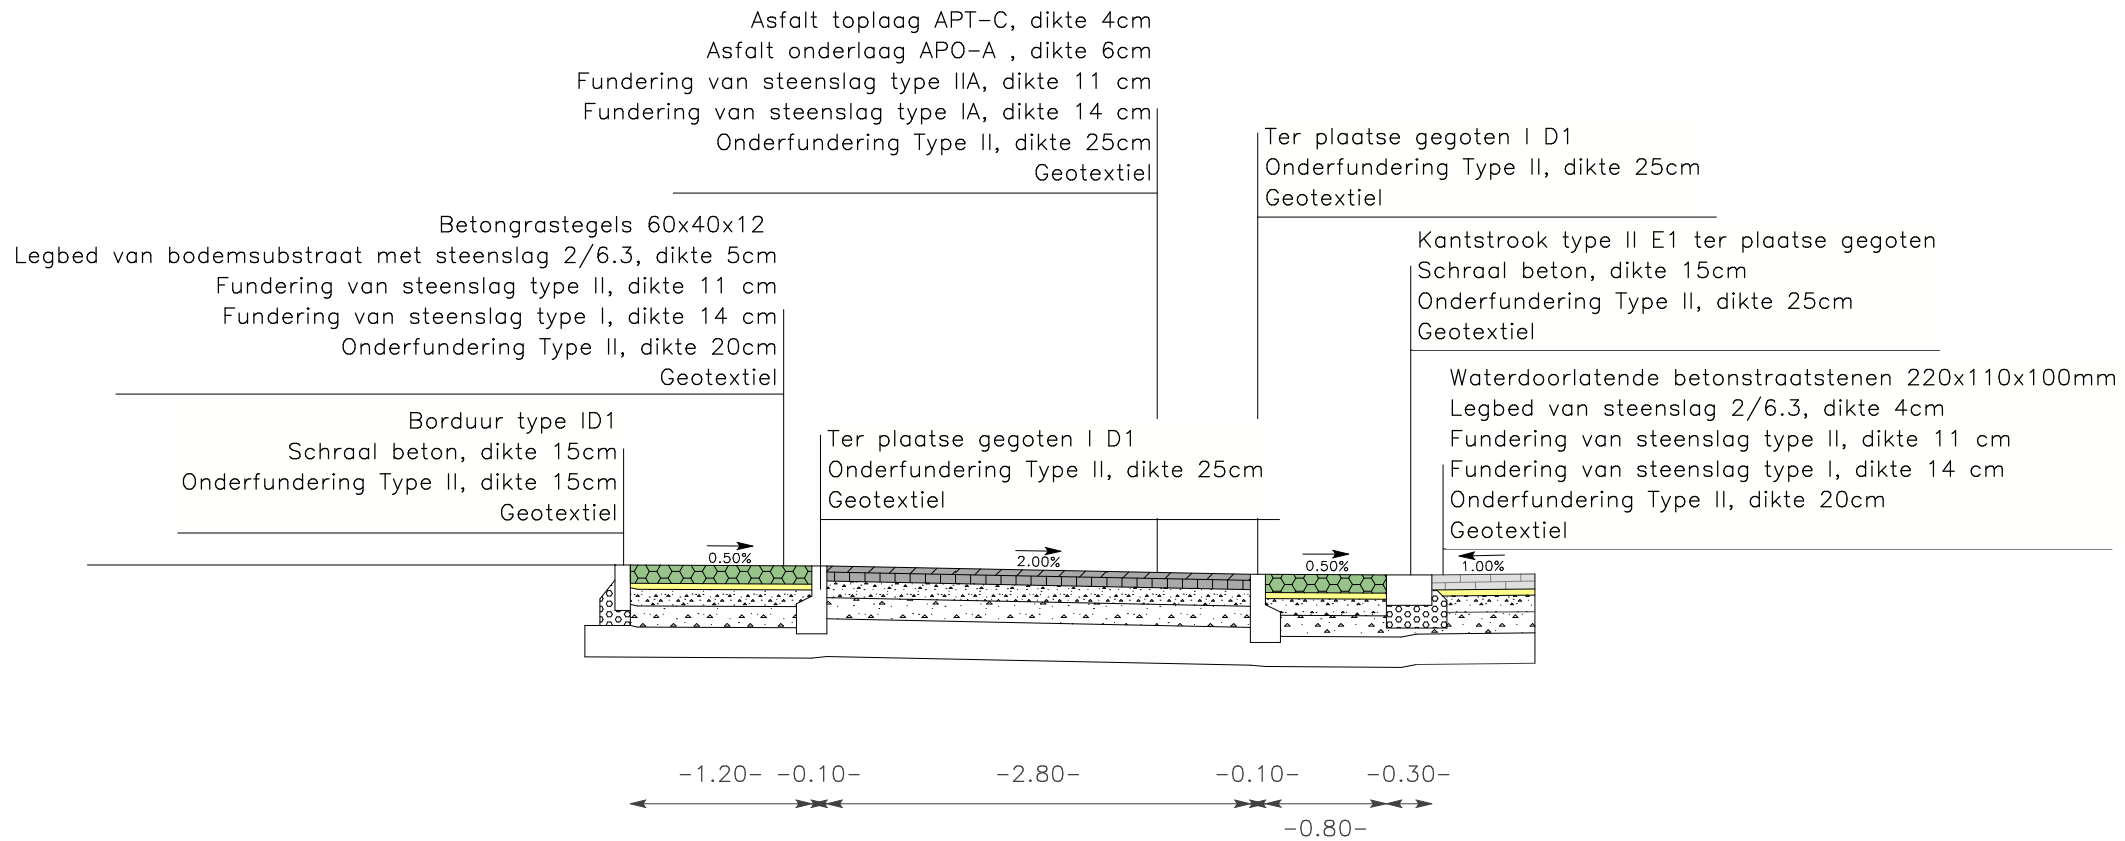 Asfalt toplaag APT-C, dikte 4cm
Asfalt onderlaag APO-A , dikte 6cm
Fundering van steenslag type IIA, dikte 11 cm
Fundering van steenslag type IA, dikte 14 cm
Onderfundering Type II, dikte 25cm
Geotextiel
Ter plaatse gegoten I D1
Onderfundering Type II, dikte 25cm
Geotextiel
Betongrastegels 60x40x12
Legbed van bodemsubstraat met steenslag 2/6.3, dikte 5cm
Fundering van steenslag type II, dikte 11 cm
Fundering van steenslag type I, dikte 14 cm
Onderfundering Type II, dikte 20cm
Geotextiel
Kantstrook type II E1 ter plaatse gegoten
Schraal beton, dikte 15cm
Onderfundering Type II, dikte 25cm
Geotextiel
Borduur type ID1
Schraal beton, dikte 15cm
Onderfundering Type II, dikte 15cm
Geotextiel
Ter plaatse gegoten I D1
Onderfundering Type II, dikte 25cm
Geotextiel
Waterdoorlatende betonstraatstenen 220x110x100mm
Legbed van steenslag 2/6.3, dikte 4cm
Fundering van steenslag type II, dikte 11 cm
Fundering van steenslag type I, dikte 14 cm
Onderfundering Type II, dikte 20cm
Geotextiel
0.50%
2.00%
0.50%
1.00%
-1.20- -0.10- -2.80- -0.10- -0.30-
-0.80-